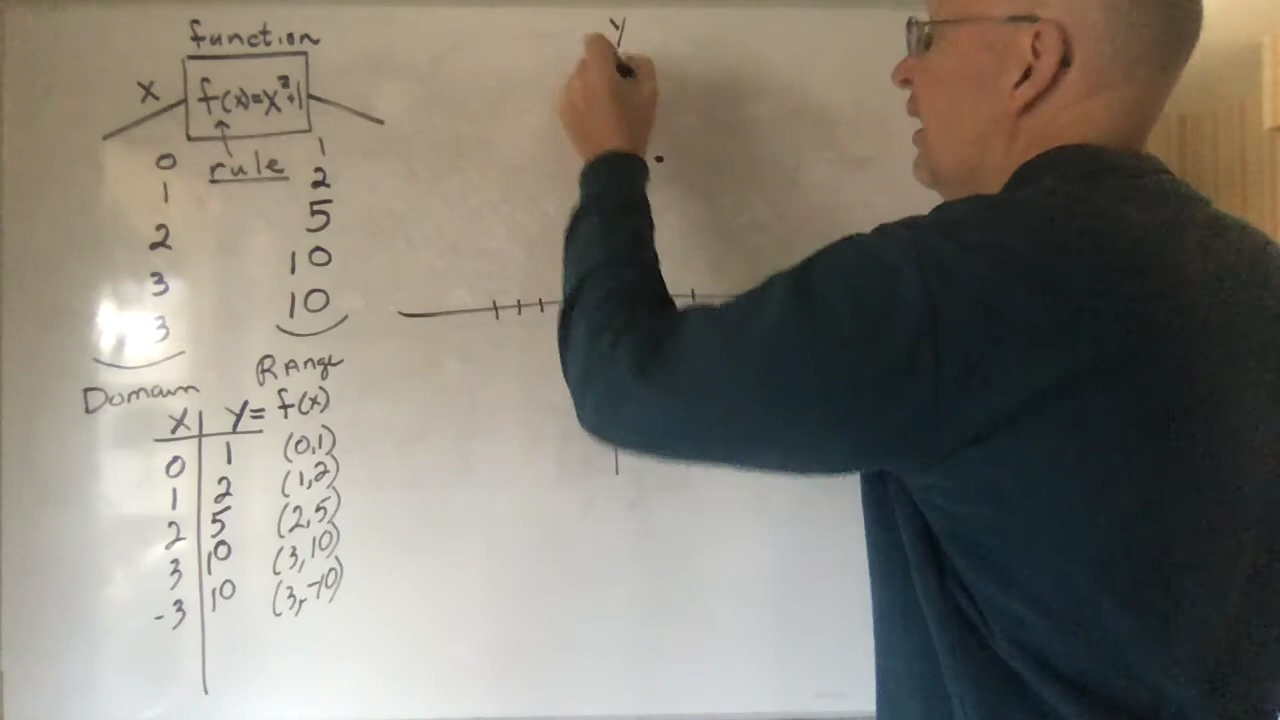 function
x
f(x)=x²+1
rule
0
1
2
3
3
1
2
5
10
10
Domain
Range
x y= f(x)
0 1 (0,1)
1 2 (1,2)
2 5 (2,5)
3 10 (3,10)
-3 10 (3,-10)
y